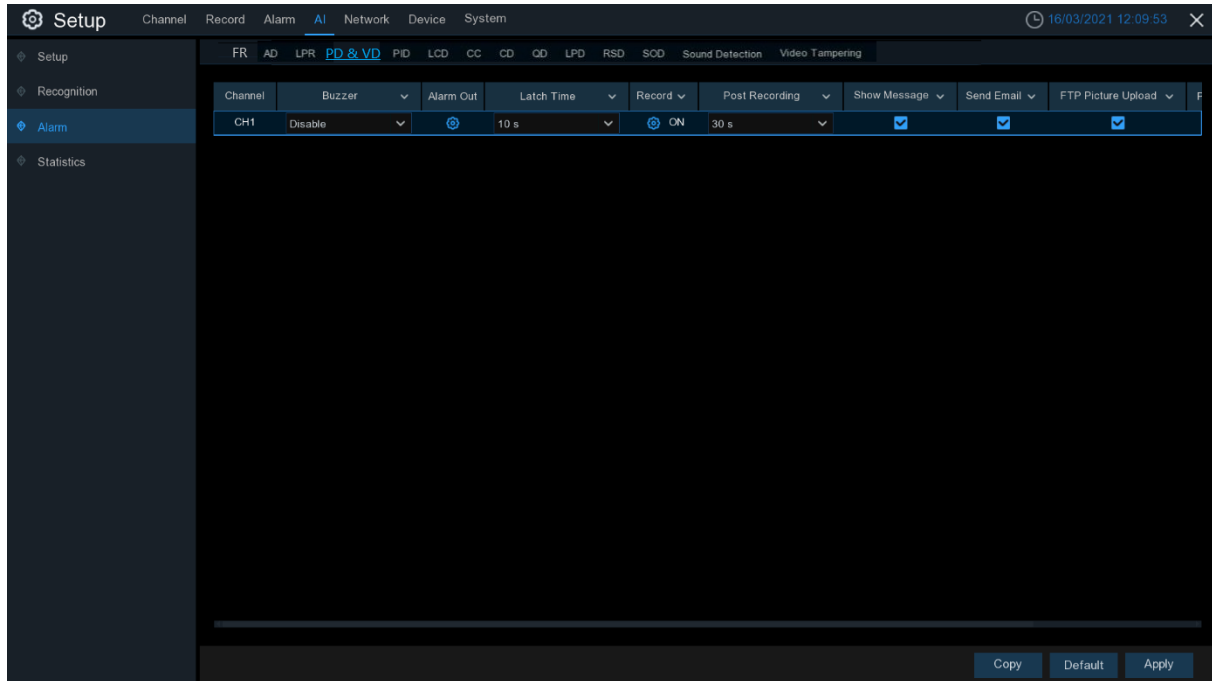 Setup Channel Record Alarm AI Network Device System 16/03/2021 12:09:53
Setup
Recognition
Alarm
Statistics
FR AD LPR PD & VD PID LCD CC CD QD LPD RSD SOD Sound Detection Video Tampering
Channel Buzzer Alarm Out Latch Time Record Post Recording Show Message Send Email FTP Picture Upload
CH1 Disable 10 s ON 30 s
Copy Default Apply